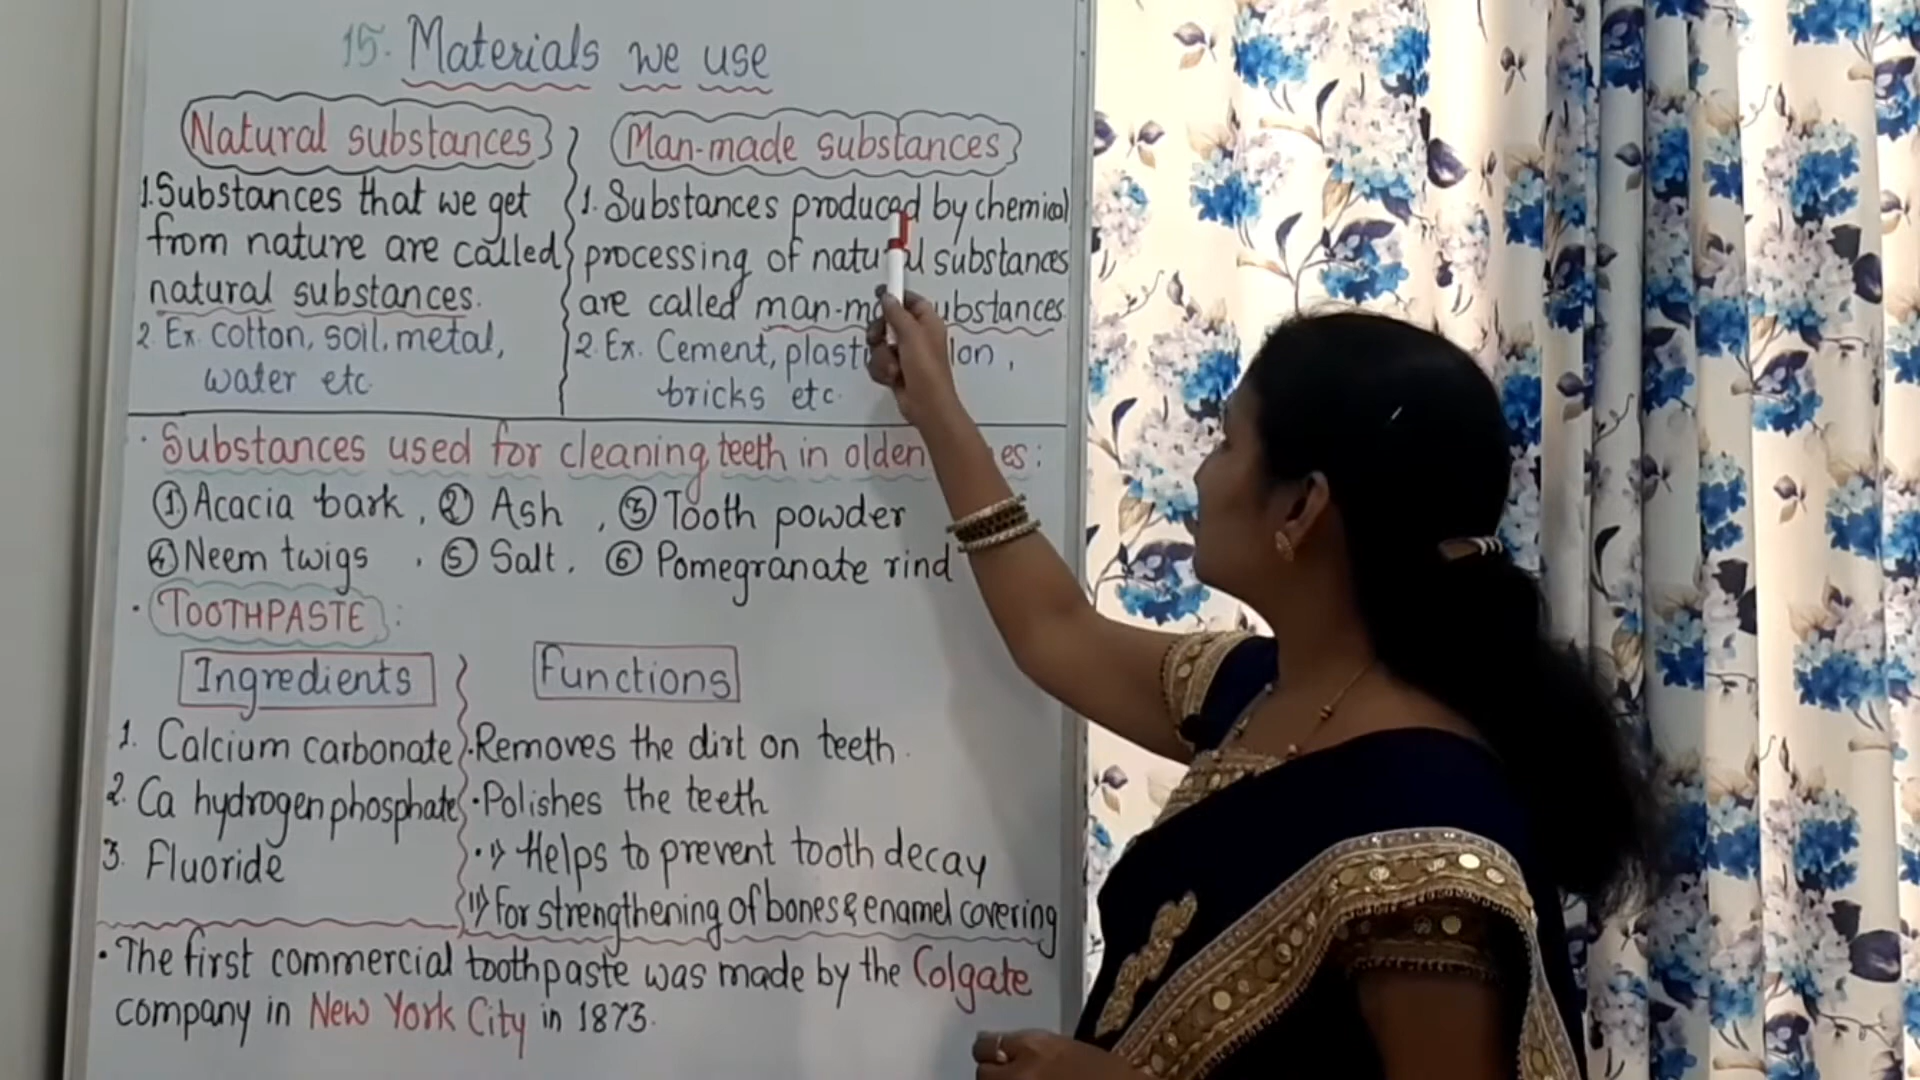 15. Materials we use
Natural substances
1. Substances that we get
from nature are called
natural substances.
2. Ex. cotton, soil, metal,
water etc.
Man-made substances
1. Substances produced by chemical
processing of natural substances
are called man-made substances
2. Ex. Cement,
bricks etc.
• Substances used for cleaning teeth in olden
① Acacia bark, ② Ash, ③ Tooth powder
④ Neem twigs, ⑤ Salt, ⑥ Pomegranate rind
• TOOTHPASTE:
Ingredients
1. Calcium carbonate
2. Ca hydrogen phosphate
3. Fluoride
Functions
• Removes the dirt on teeth.
• Polishes the teeth
• i) Helps to prevent tooth decay
ii) For strengthening of bones & enamel covering
• The first commercial toothpaste was made by the Colgate
company in New York City in 1873.